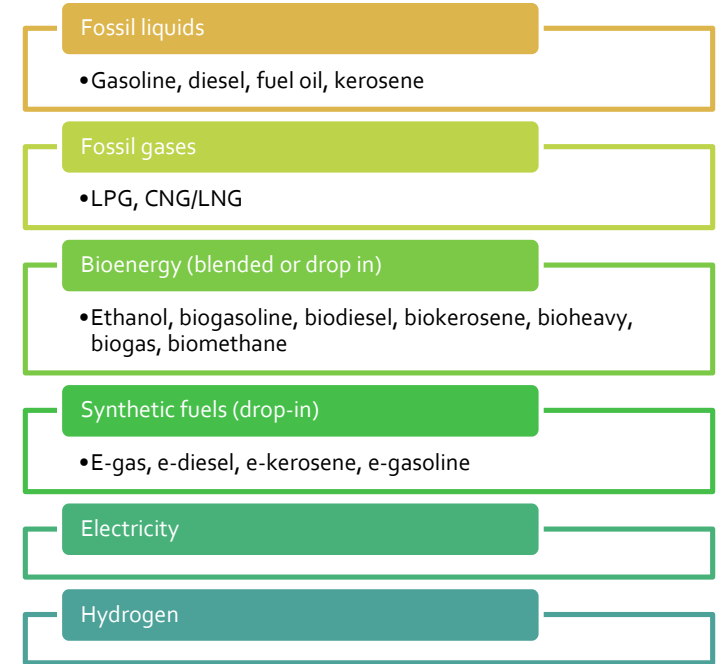 Fossil liquids
•Gasoline, diesel, fuel oil, kerosene
Fossil gases
•LPG, CNG/LNG
Bioenergy (blended or drop in)
•Ethanol, biogasoline, biodiesel, biokerosene, bioheavy,
biogas, biomethane
Synthetic fuels (drop-in)
•E-gas, e-diesel, e-kerosene, e-gasoline
Electricity
Hydrogen